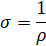 σ = 1/ρ